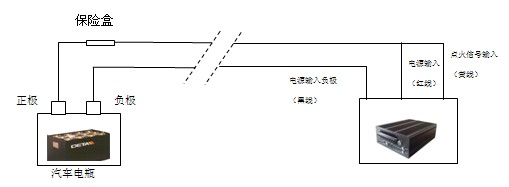 保险盒
点火信号输入
（黄线）
电源输入
（红线）
电源输入负极
（黑线）
正极
负极
DETA
汽车电瓶